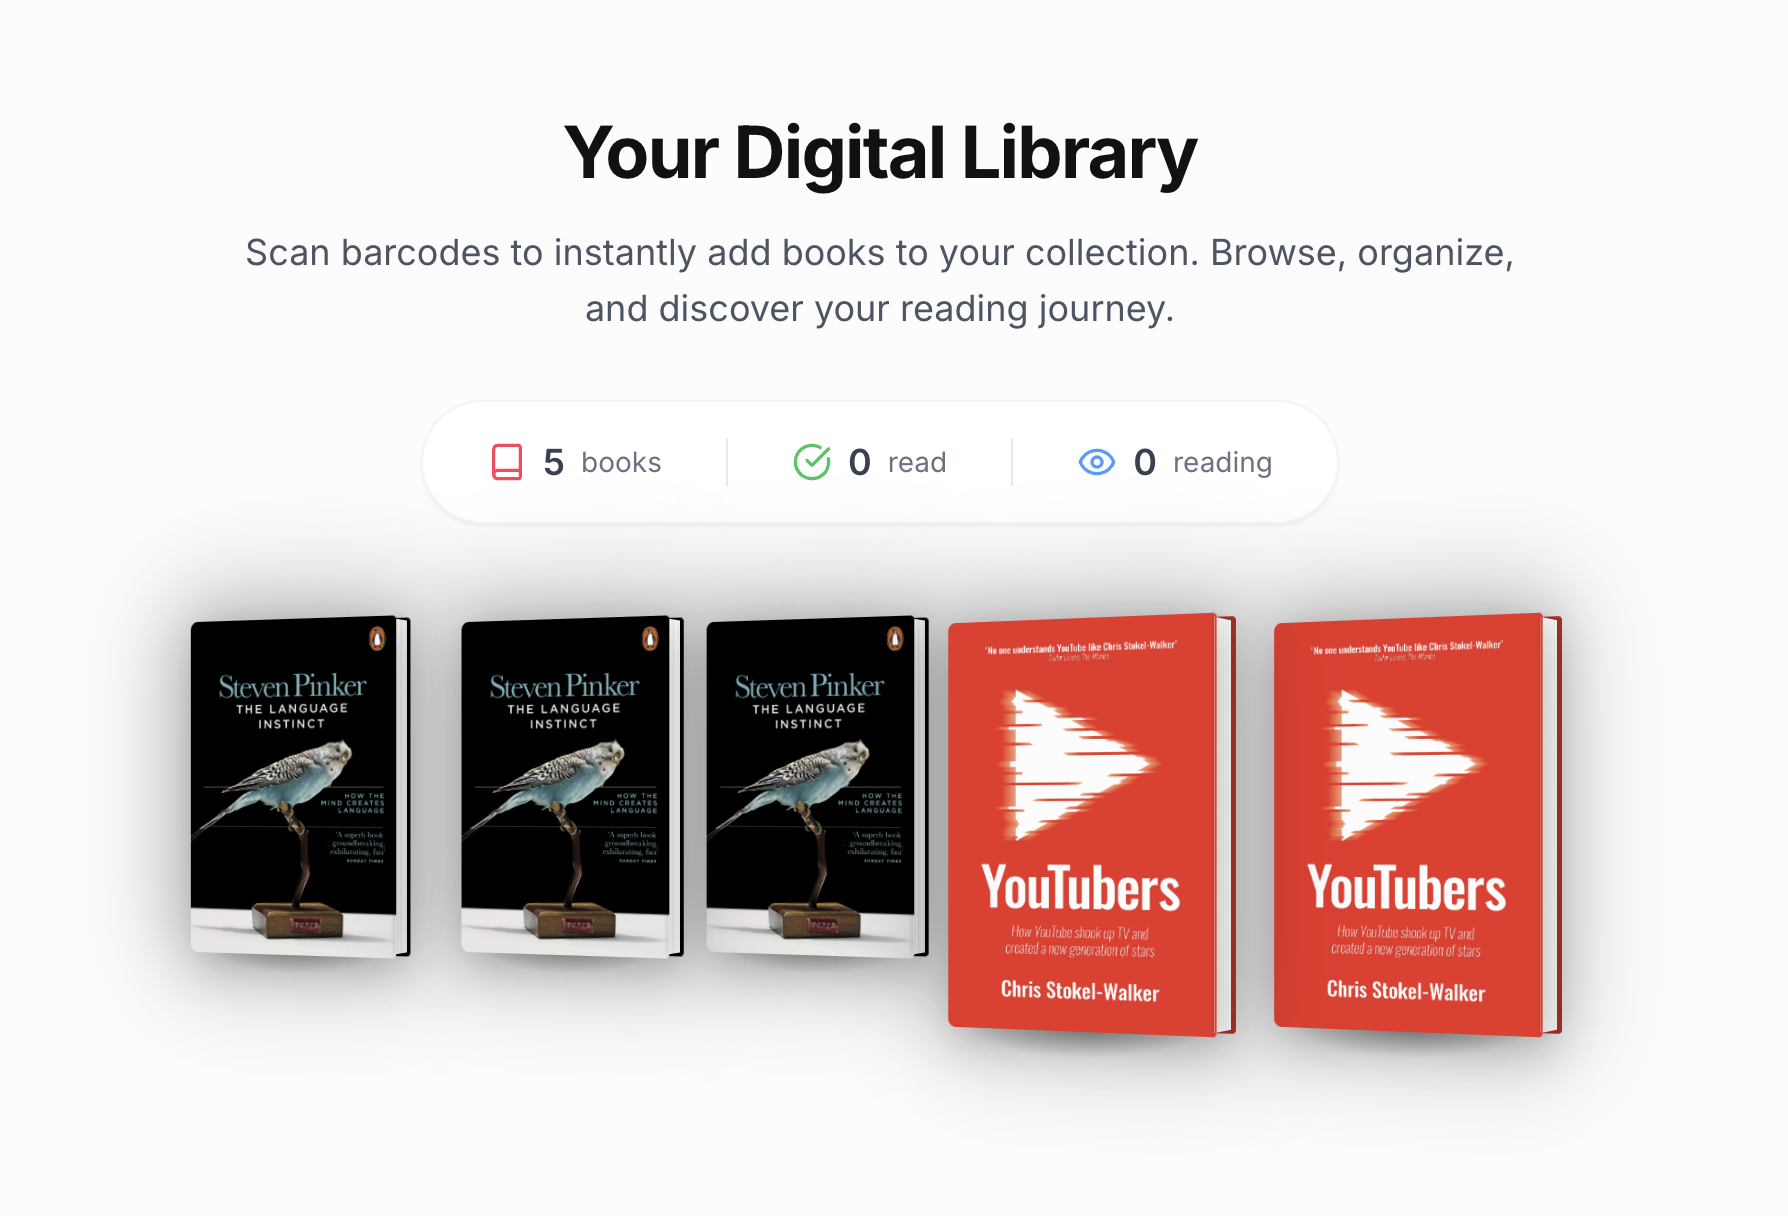 Your Digital Library
Scan barcodes to instantly add books to your collection. Browse, organize,
and discover your reading journey.
5 books
0 read
0 reading
Steven Pinker
THE LANGUAGE
INSTINCT
HOW THE
MIND CREATES
LANGUAGE
'A superb book
...groundbreaking,
exhilarating, fun'
SUNDAY TIMES
PETER
Steven Pinker
THE LANGUAGE
INSTINCT
HOW THE
MIND CREATES
LANGUAGE
'A superb book
...groundbreaking,
exhilarating, fun'
SUNDAY TIMES
PETER
Steven Pinker
THE LANGUAGE
INSTINCT
HOW THE
MIND CREATES
LANGUAGE
'A superb book
...groundbreaking,
exhilarating, fun'
SUNDAY TIMES
PETER
'No one understands YouTube like Chris Stokel-Walker'
YouTubers
How YouTube shook up TV and
created a new generation of stars
Chris Stokel-Walker
'No one understands YouTube like Chris Stokel-Walker'
YouTubers
How YouTube shook up TV and
created a new generation of stars
Chris Stokel-Walker